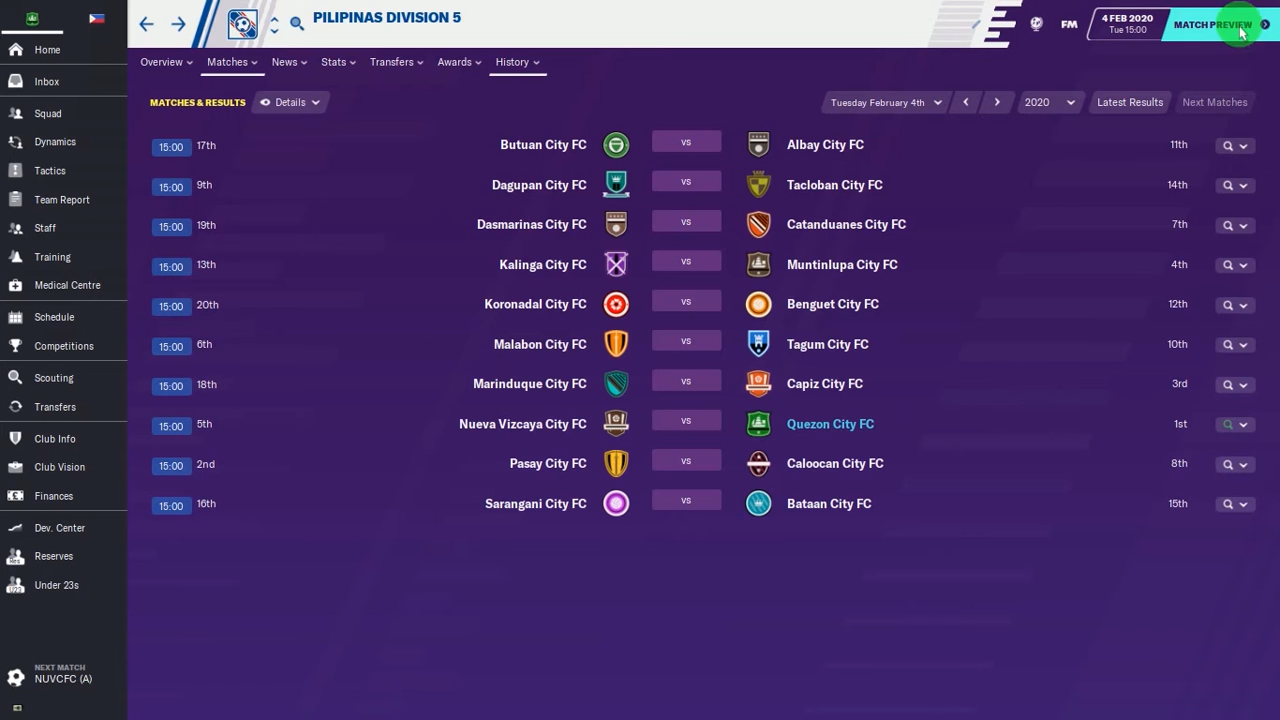 PILIPINAS DIVISION 5
FM
4 FEB 2020
Tue 15:00
MATCH PREVIEW
Home
Inbox
Squad
Dynamics
Tactics
Team Report
Staff
Training
Medical Centre
Schedule
Competitions
Scouting
Transfers
Club Info
Club Vision
Finances
Dev. Center
Reserves
Under 23s
NEXT MATCH
NUVCFC (A)
Overview Matches News Stats Transfers Awards History
MATCHES & RESULTS Details Tuesday February 4th 2020 Latest Results Next Matches
15:00 17th Butuan City FC vs Albay City FC 11th
15:00 9th Dagupan City FC vs Tacloban City FC 14th
15:00 19th Dasmarinas City FC vs Catanduanes City FC 7th
15:00 13th Kalinga City FC vs Muntinlupa City FC 4th
15:00 20th Koronadal City FC vs Benguet City FC 12th
15:00 6th Malabon City FC vs Tagum City FC 10th
15:00 18th Marinduque City FC vs Capiz City FC 3rd
15:00 5th Nueva Vizcaya City FC vs Quezon City FC 1st
15:00 2nd Pasay City FC vs Caloocan City FC 8th
15:00 16th Sarangani City FC vs Bataan City FC 15th